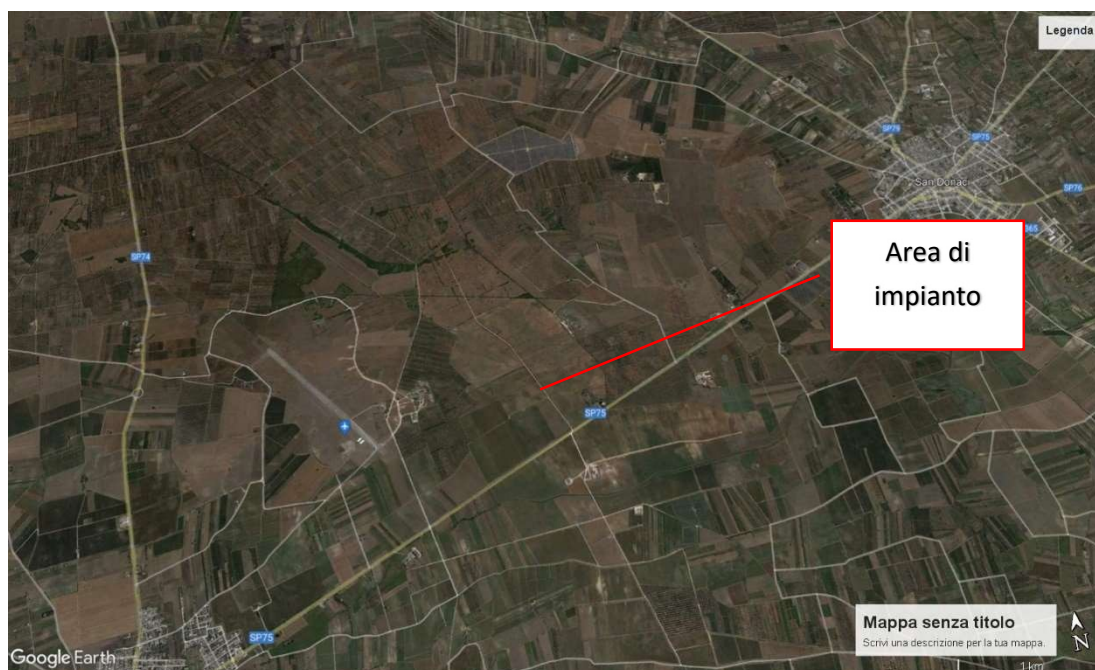 Legenda
SP79
SP75
San Donaci
SP76
365
Area di
impianto
SP74
SP75
SP75
Mappa senza titolo
Scrivi una descrizione per la tua mappa.
N
Google Earth
1 km